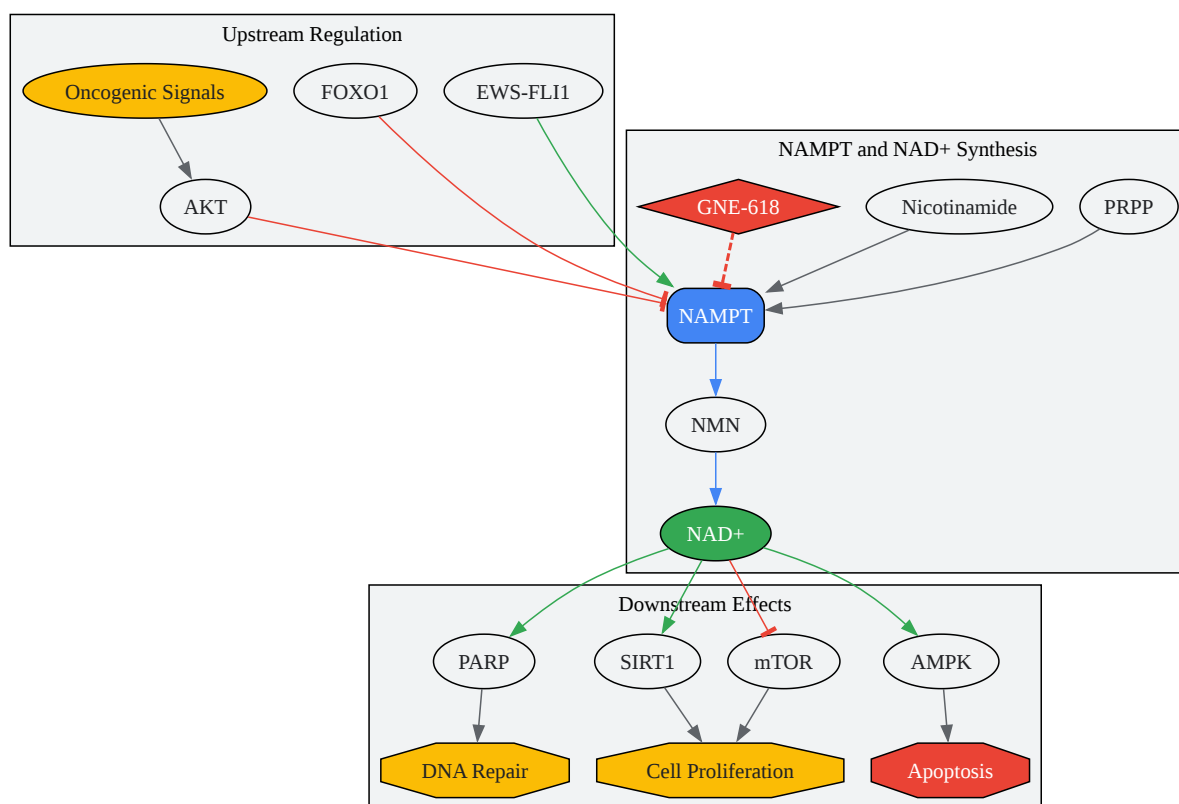 Upstream Regulation
Oncogenic Signals
FOXO1
EWS-FLI1
AKT
NAMPT and NAD+ Synthesis
GNE-618
Nicotinamide
PRPP
NAMPT
NMN
NAD+
Downstream Effects
PARP
SIRT1
mTOR
AMPK
DNA Repair
Cell Proliferation
Apoptosis